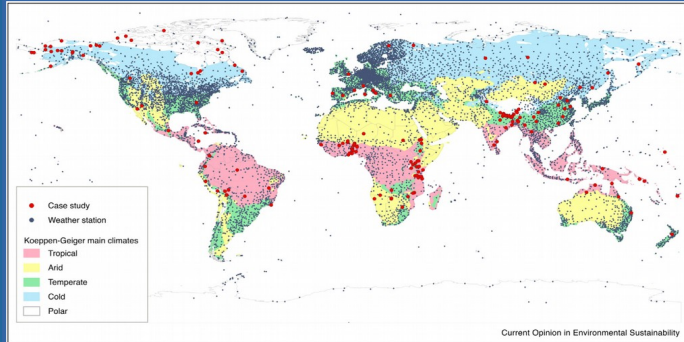 Case study
Weather station
Koeppen-Geiger main climates
Tropical
Arid
Temperate
Cold
Polar
Current Opinion in Environmental Sustainability